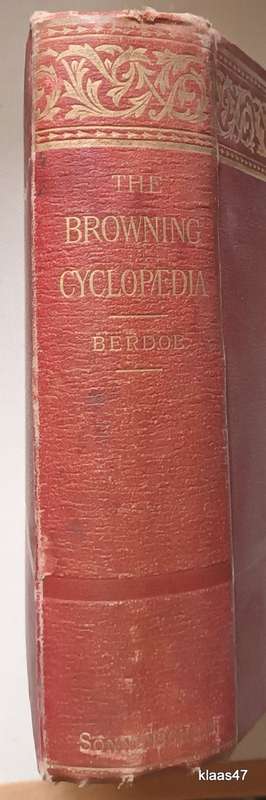 THE
BROWNING
CYCLOPÆDIA
BERDOE
klaas47